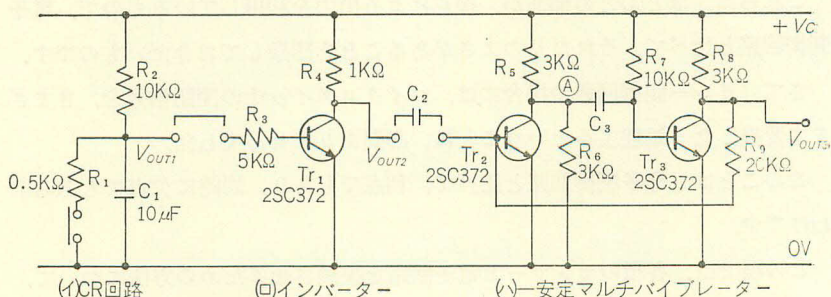 +Vc
R₂
10KΩ
R₄
1KΩ
R₅
3KΩ
R₇
10KΩ
R₈
3KΩ
Ⓐ
C₂
C₃
R₃
5KΩ
VOUT1
VOUT2
VOUT3
0.5KΩ
R₁
C₁
10μF
Tr₁
2SC372
Tr₂
2SC372
R₆
3KΩ
Tr₃
2SC372
R₉
20KΩ
0V
(イ)CR回路
(ロ)インバーター
(ハ)一安定マルチバイブレーター